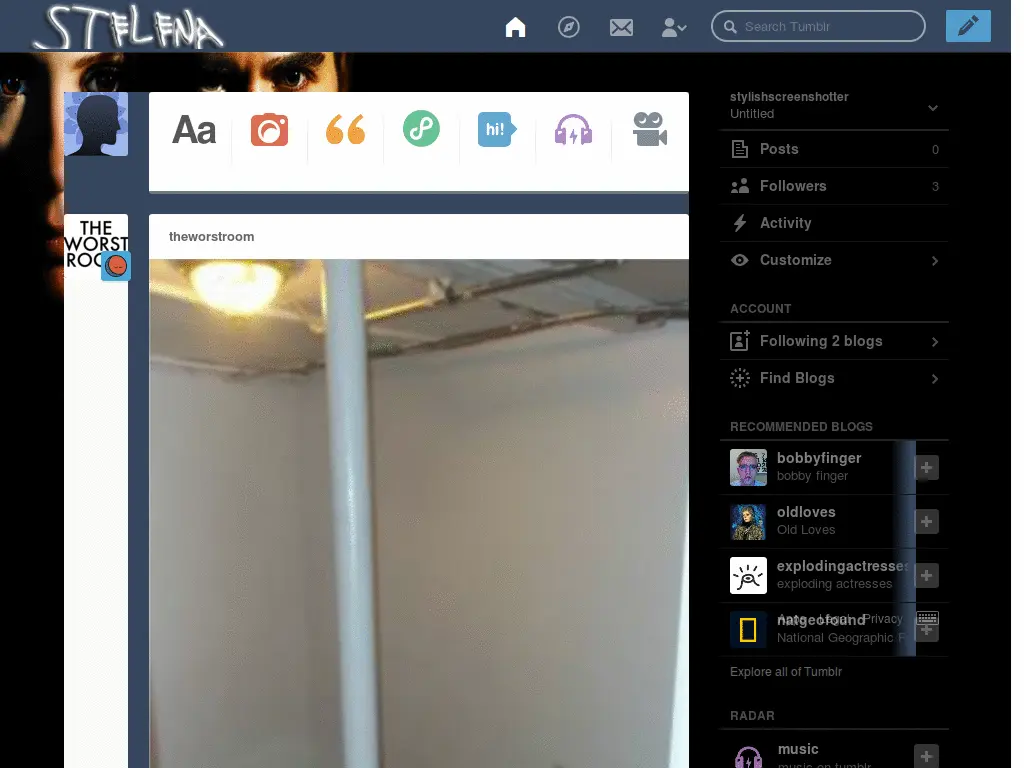 STELENA
Search Tumblr
Aa
hi!
stylishscreenshotter
Untitled
Posts 0
Followers 3
Activity
Customize
THE
WORST
theworstroom
ACCOUNT
Following 2 blogs
Find Blogs
RECOMMENDED BLOGS
bobbyfinger
bobby finger
oldloves
Old Loves
explodingactresses
exploding actresses
natgeofound
Legal Privacy
National Geographic F
Explore all of Tumblr
RADAR
music
music on tumblr